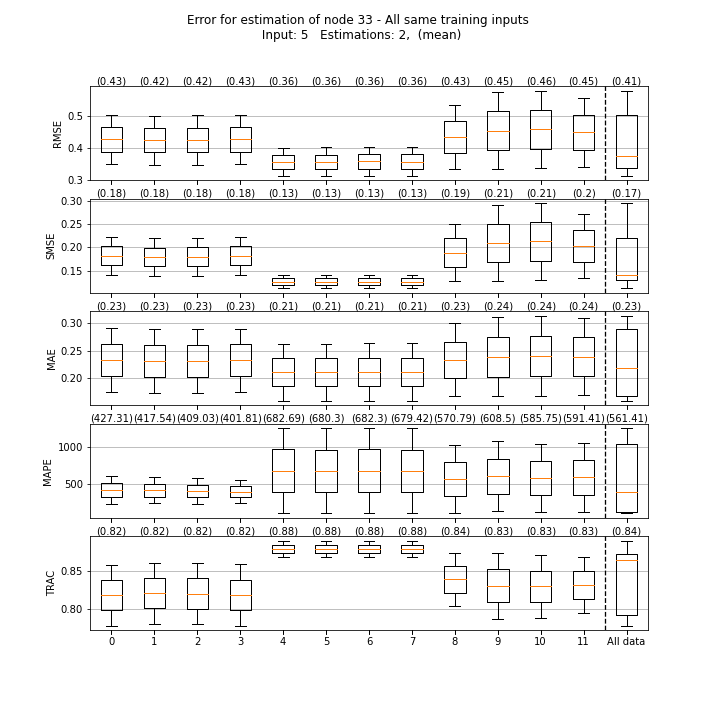 Error for estimation of node 33 - All same training inputs
Input: 5 Estimations: 2, (mean)
(0.43) (0.42) (0.42) (0.43) (0.36) (0.36) (0.36) (0.36) (0.43) (0.45) (0.46) (0.45) (0.41)
RMSE
0.5
0.4
0.3
(0.18) (0.18) (0.18) (0.18) (0.13) (0.13) (0.13) (0.13) (0.19) (0.21) (0.21) (0.2) (0.17)
SMSE
0.30
0.25
0.20
0.15
(0.23) (0.23) (0.23) (0.23) (0.21) (0.21) (0.21) (0.21) (0.23) (0.24) (0.24) (0.24) (0.23)
MAE
0.30
0.25
0.20
(427.31) (417.54) (409.03) (401.81) (682.69) (680.3) (682.3) (679.42) (570.79) (608.5) (585.75) (591.41) (561.41)
MAPE
1000
500
(0.82) (0.82) (0.82) (0.82) (0.88) (0.88) (0.88) (0.88) (0.84) (0.83) (0.83) (0.83) (0.84)
TRAC
0.85
0.80
0 1 2 3 4 5 6 7 8 9 10 11 All data